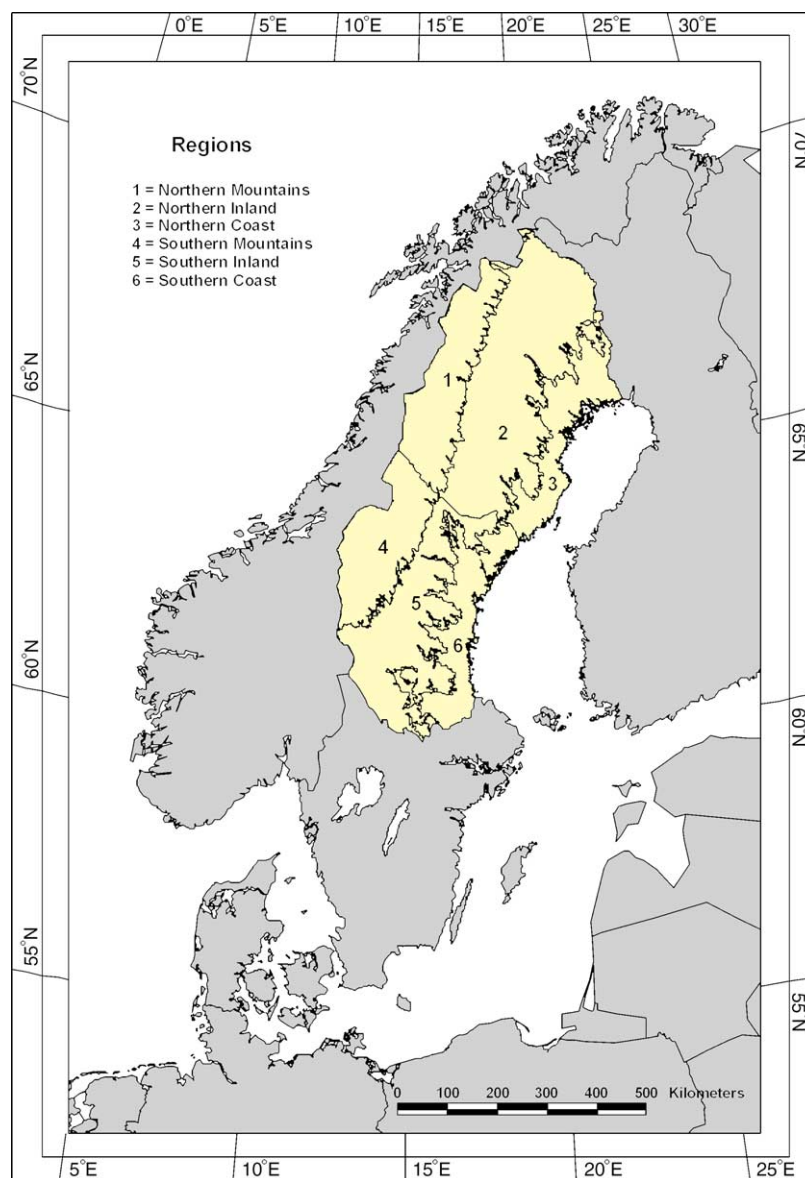 0°E 5°E 10°E 15°E 20°E 25°E 30°E
70°N
70°N
Regions
1 = Northern Mountains
2 = Northern Inland
3 = Northern Coast
4 = Southern Mountains
5 = Southern Inland
6 = Southern Coast
1
65°N
65°N
2
3
4
5
6
60°N
60°N
55°N
55°N
0 100 200 300 400 500 Kilometers
5°E 10°E 15°E 20°E 25°E